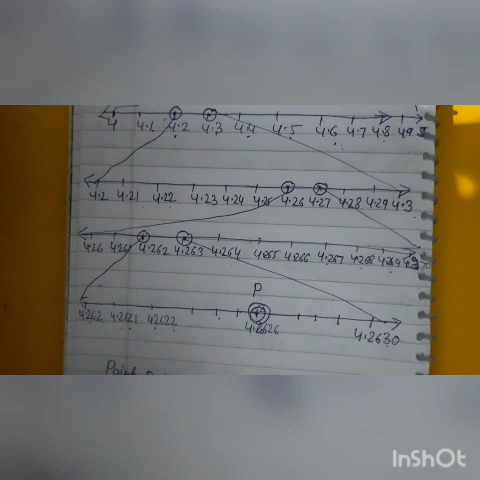 4 4.1 4.2 4.3 4.4 4.5 4.6 4.7 4.8 4.9 5
4.2 4.21 4.22 4.23 4.24 4.25 4.26 4.27 4.28 4.29 4.3
4.26 4.261 4.262 4.263 4.264 4.265 4.266 4.267 4.268 4.269
P
4.262 4.2621 4.2622 4.2626 4.2630
Point
InShOt